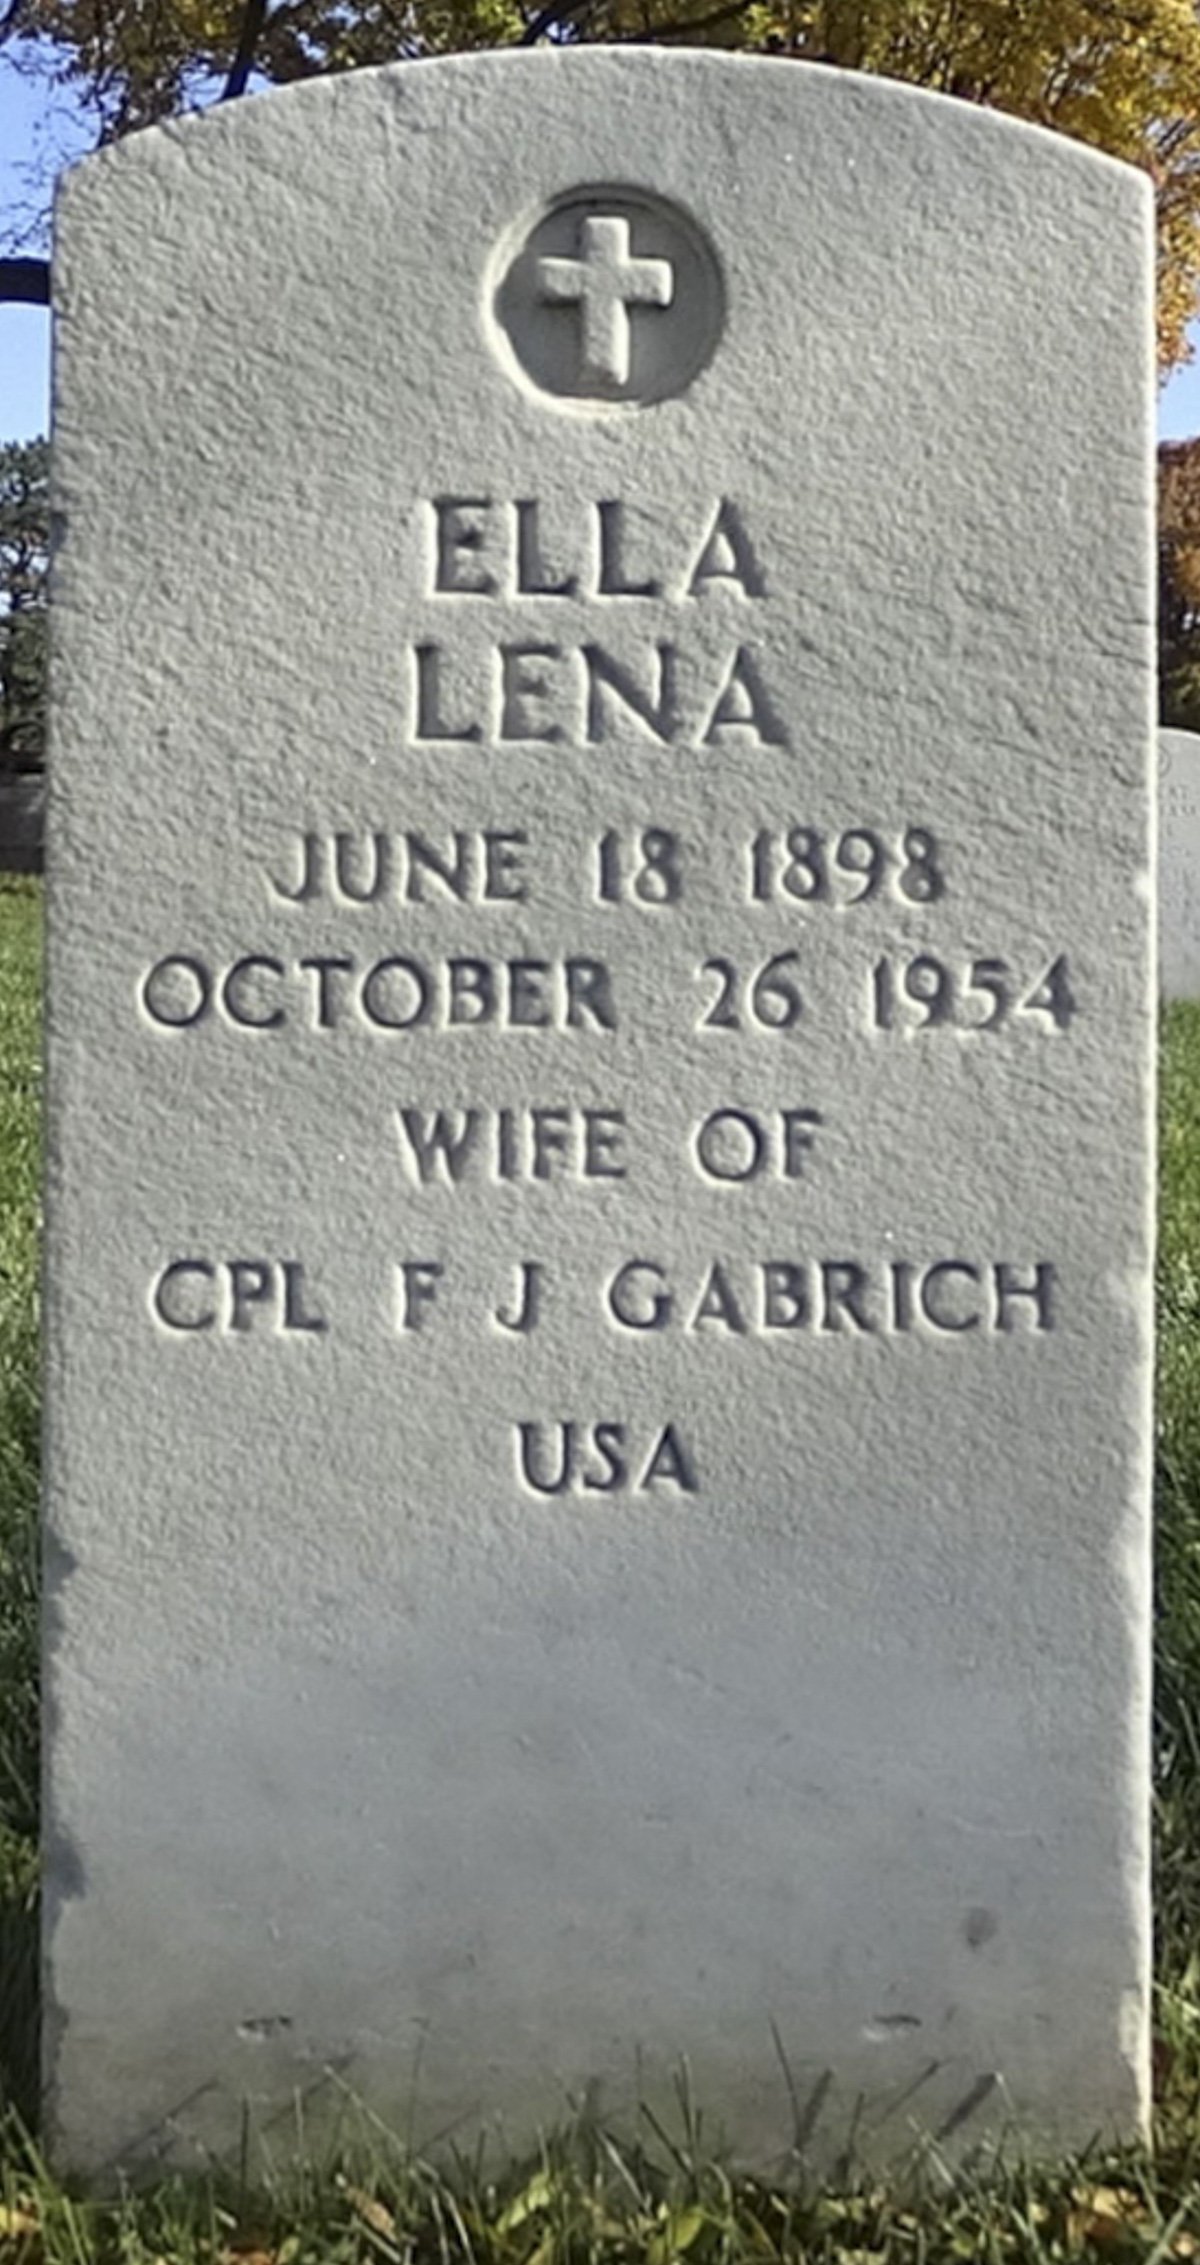 ELLA
LENA
JUNE 18 1898
OCTOBER 26 1954
WIFE OF
CPL F J GABRICH
USA